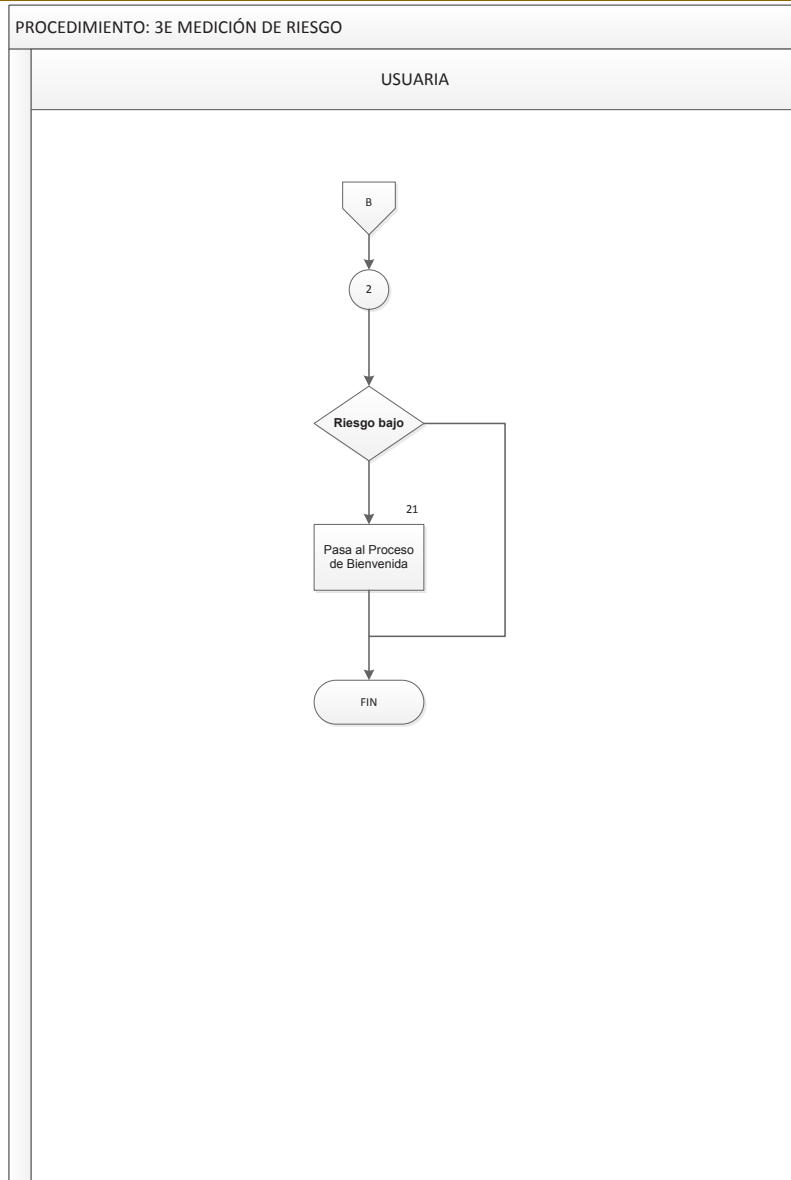 PROCEDIMIENTO: 3E MEDICIÓN DE RIESGO
USUARIA
B
2
Riesgo bajo
21
Pasa al Proceso
de Bienvenida
FIN